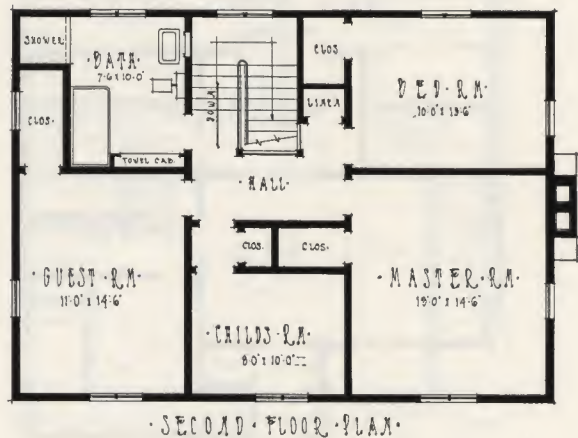 SHOWER
·BATH·
7-6 x 10-0"
CLOS·
TOWEL CAB.
DOWN
CLOS
LINEN
BED·RM·
10'-0" x 13'-6"
·HALL·
·GUEST·RM·
11'-0" x 14'-6"
CLOS.
CLOS·
·CHILDS·RM·
8'-0" x 10'-0"
·MASTER·RM·
13'-0" x 14'-6"
·SECOND·FLOOR·PLAN·